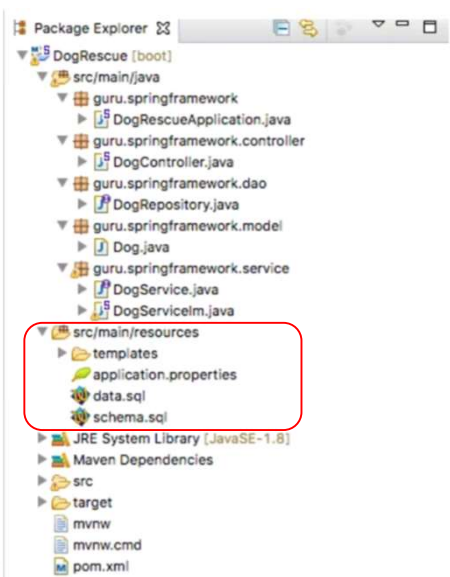 Package Explorer
DogRescue [boot]
src/main/java
guru.springframework
DogRescueApplication.java
guru.springframework.controller
DogController.java
guru.springframework.dao
DogRepository.java
guru.springframework.model
Dog.java
guru.springframework.service
DogService.java
DogServiceIm.java
src/main/resources
templates
application.properties
data.sql
schema.sql
JRE System Library [JavaSE-1.8]
Maven Dependencies
src
target
mvnw
mvnw.cmd
pom.xml